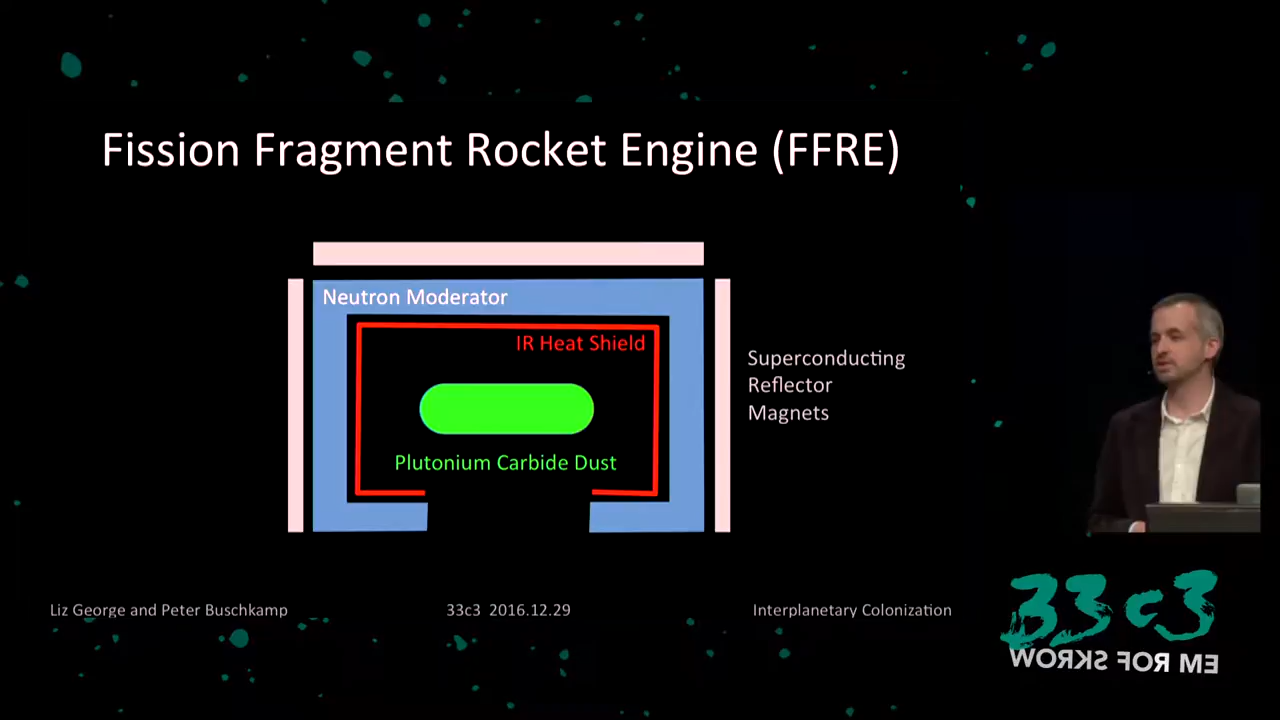 Fission Fragment Rocket Engine (FFRE)
Neutron Moderator
IR Heat Shield
Plutonium Carbide Dust
Superconducting
Reflector
Magnets
Liz George and Peter Buschkamp
33c3 2016.12.29
Interplanetary Colonization
33c3
WORKS FOR ME